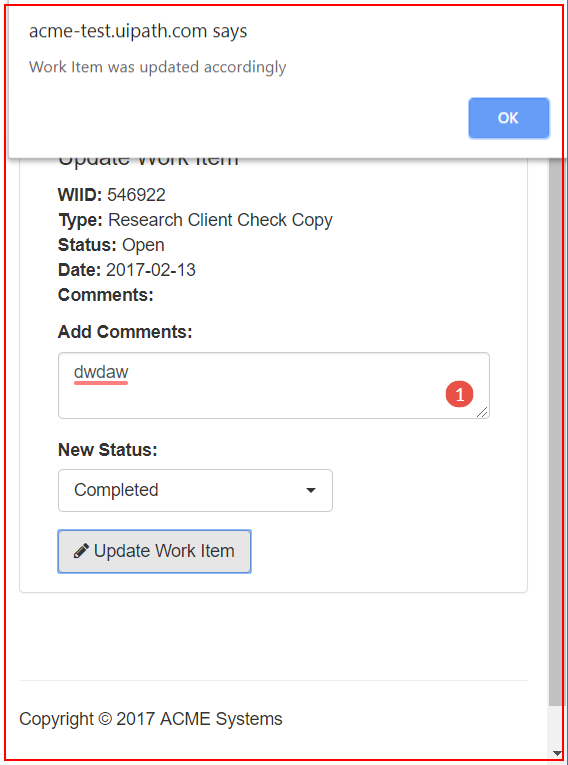 acme-test.uipath.com says
Work Item was updated accordingly
OK
Update Work Item
WIID: 546922
Type: Research Client Check Copy
Status: Open
Date: 2017-02-13
Comments:
Add Comments:
dwdaw
1
New Status:
Completed
Update Work Item
Copyright © 2017 ACME Systems